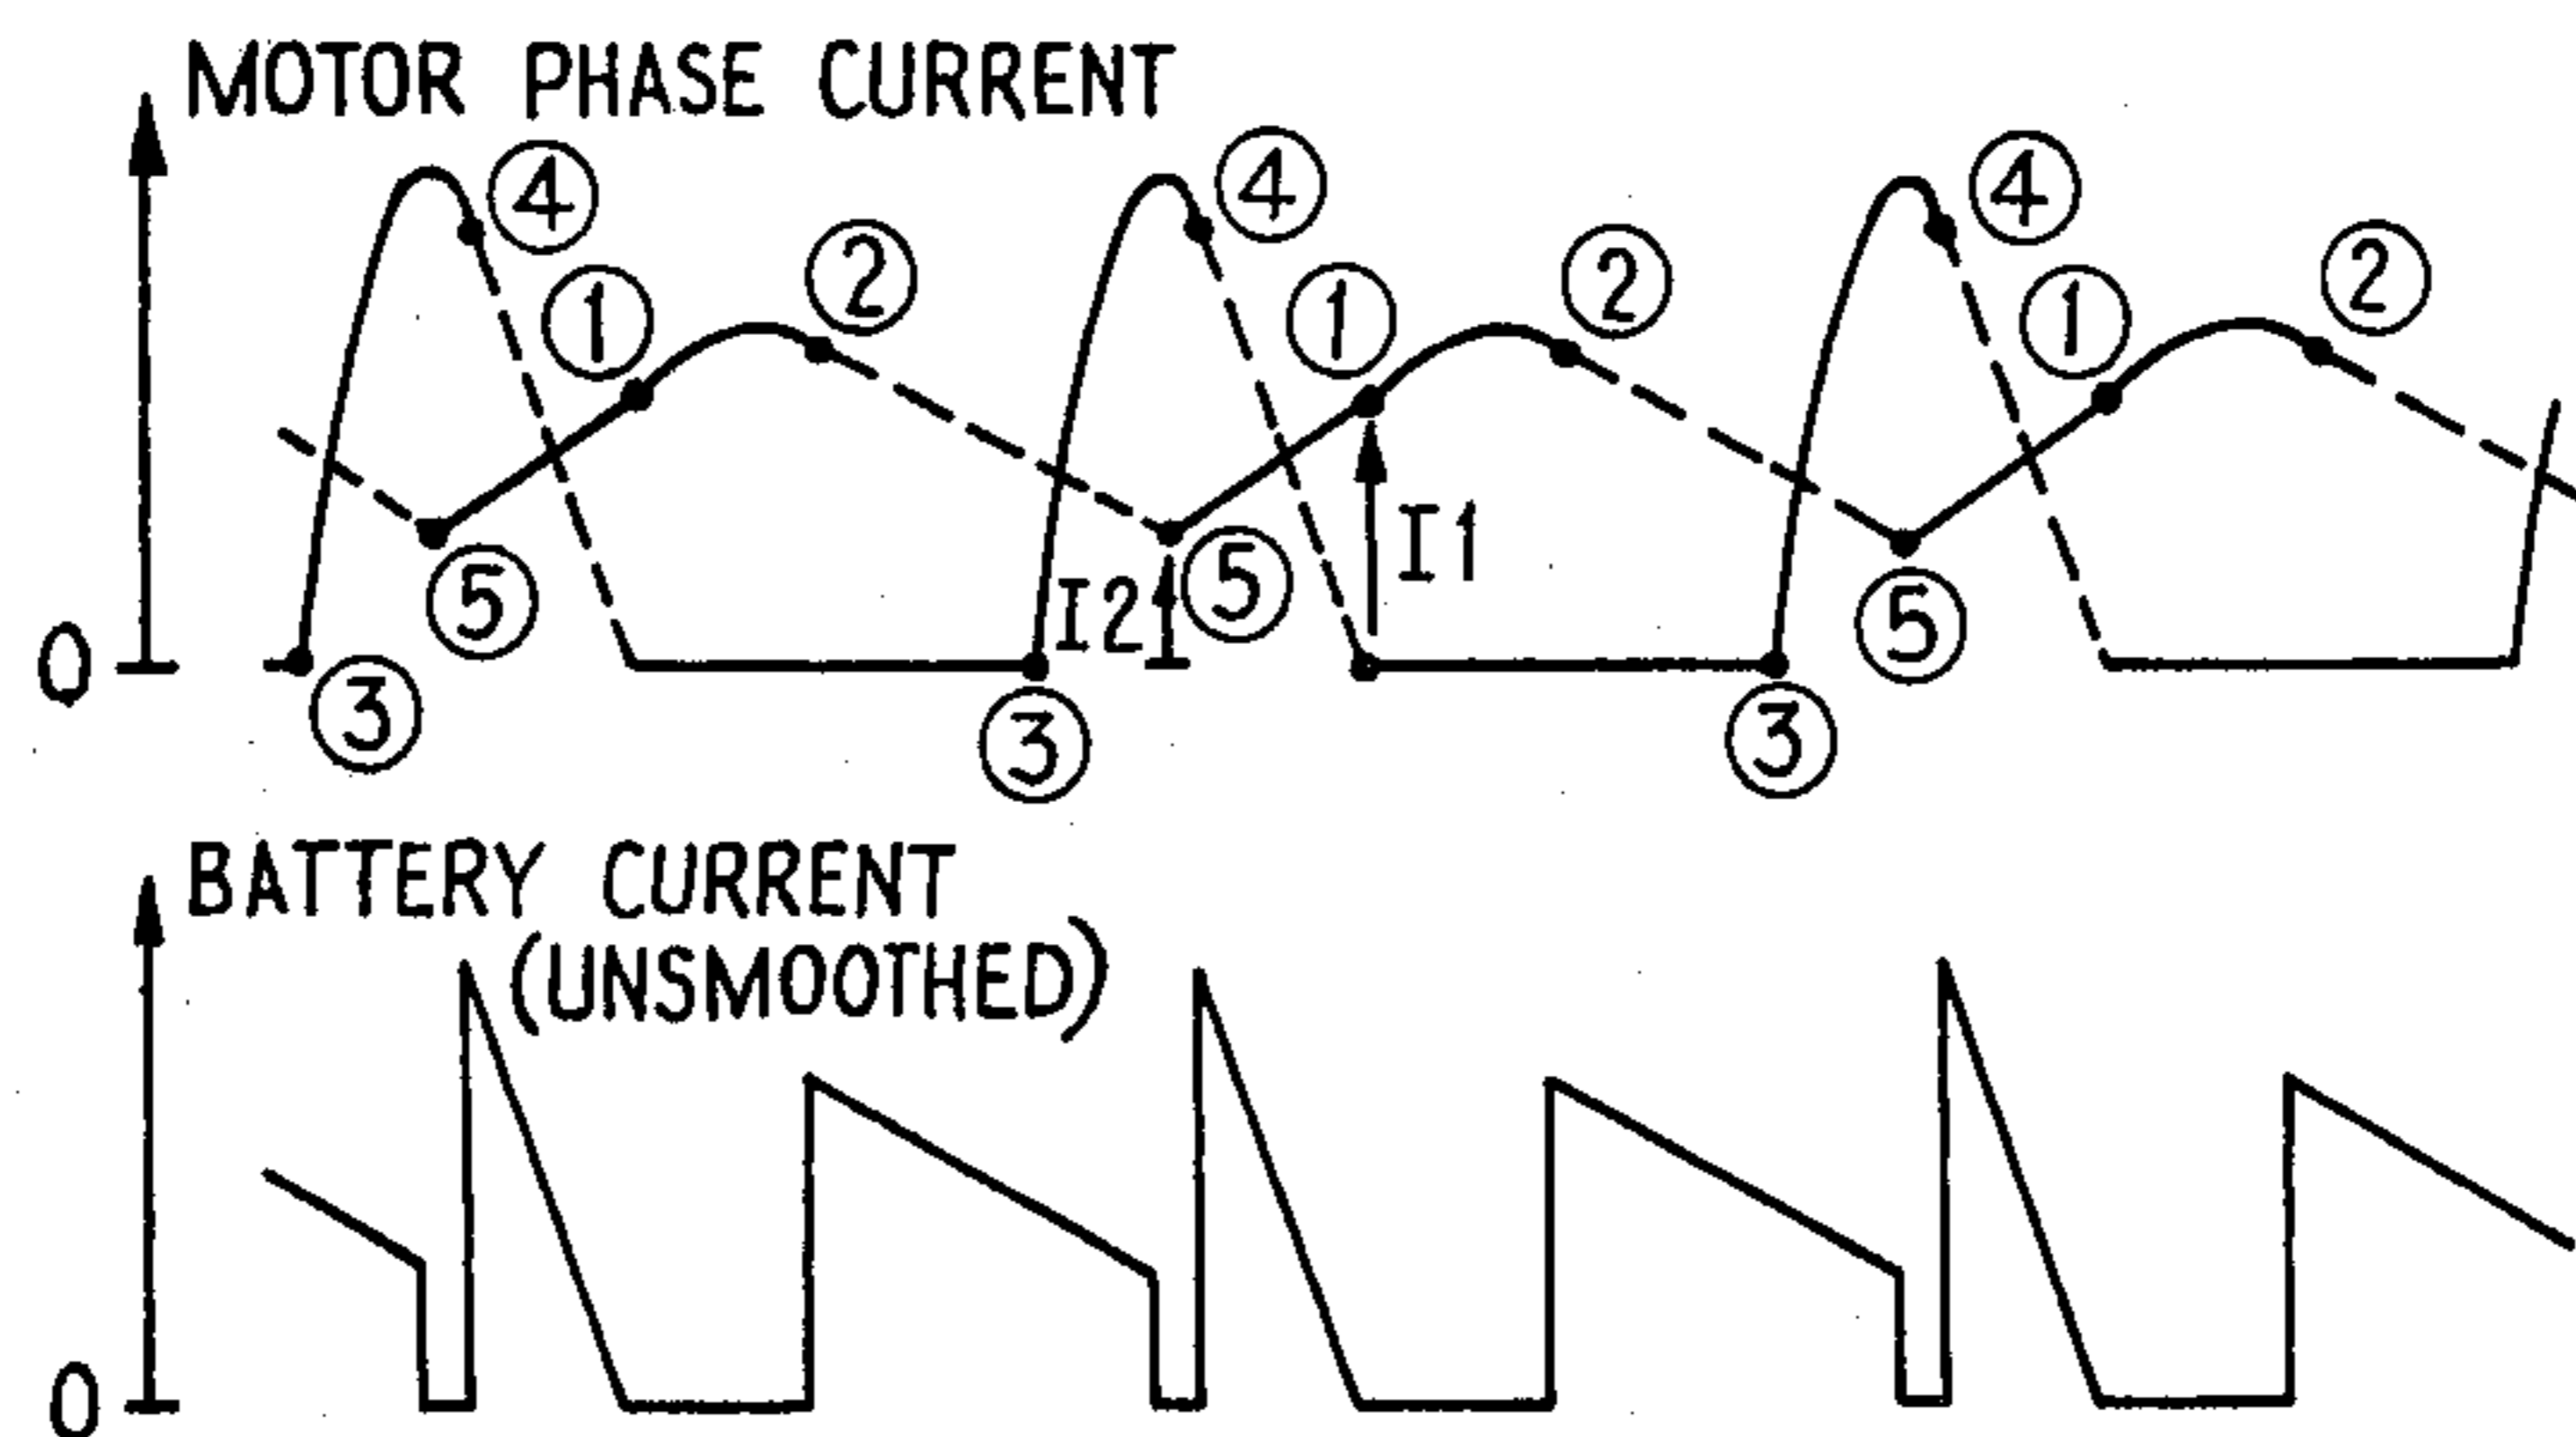 MOTOR PHASE CURRENT
4 4 4
2 2 2
1 1 1
I1
5 I2 5 5
0
3 3 3
BATTERY CURRENT
(UNSMOOTHED)
0